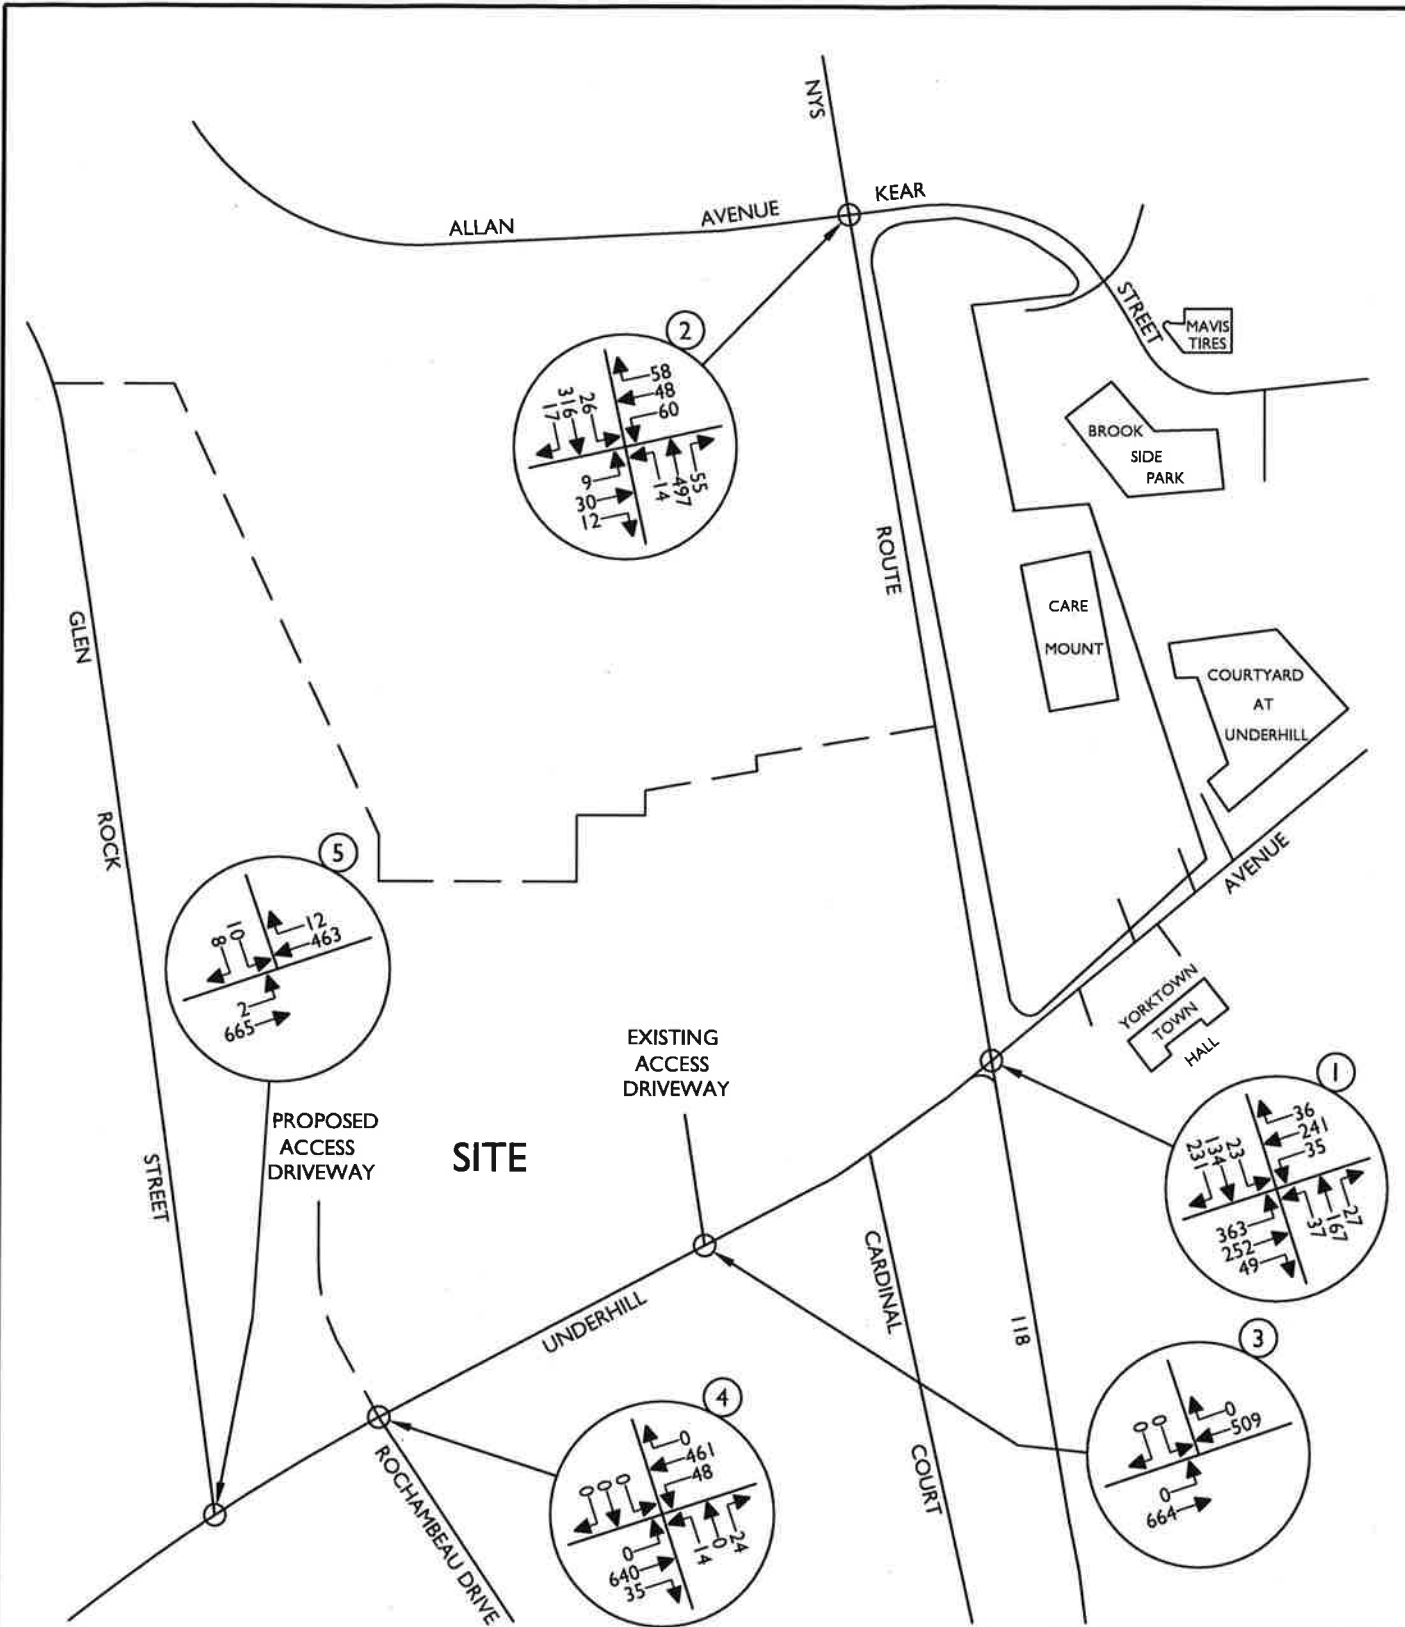 NYS
KEAR
ALLAN
AVENUE
STREET
MAVIS
TIRES
2
58
48
60
26
316
17
9
30
12
14
497
55
BROOK
SIDE
PARK
ROUTE
CARE
MOUNT
GLEN
COURTYARD
AT
UNDERHILL
ROCK
AVENUE
5
12
463
10
8
2
665
YORKTOWN
TOWN
HALL
EXISTING
ACCESS
DRIVEWAY
PROPOSED
ACCESS
DRIVEWAY
SITE
STREET
1
36
241
35
23
134
231
363
252
49
37
167
27
CARDINAL
UNDERHILL
118
3
0
509
0
0
0
664
4
0
461
48
0
0
0
0
640
35
14
0
24
COURT
ROCHAMBEAU DRIVE